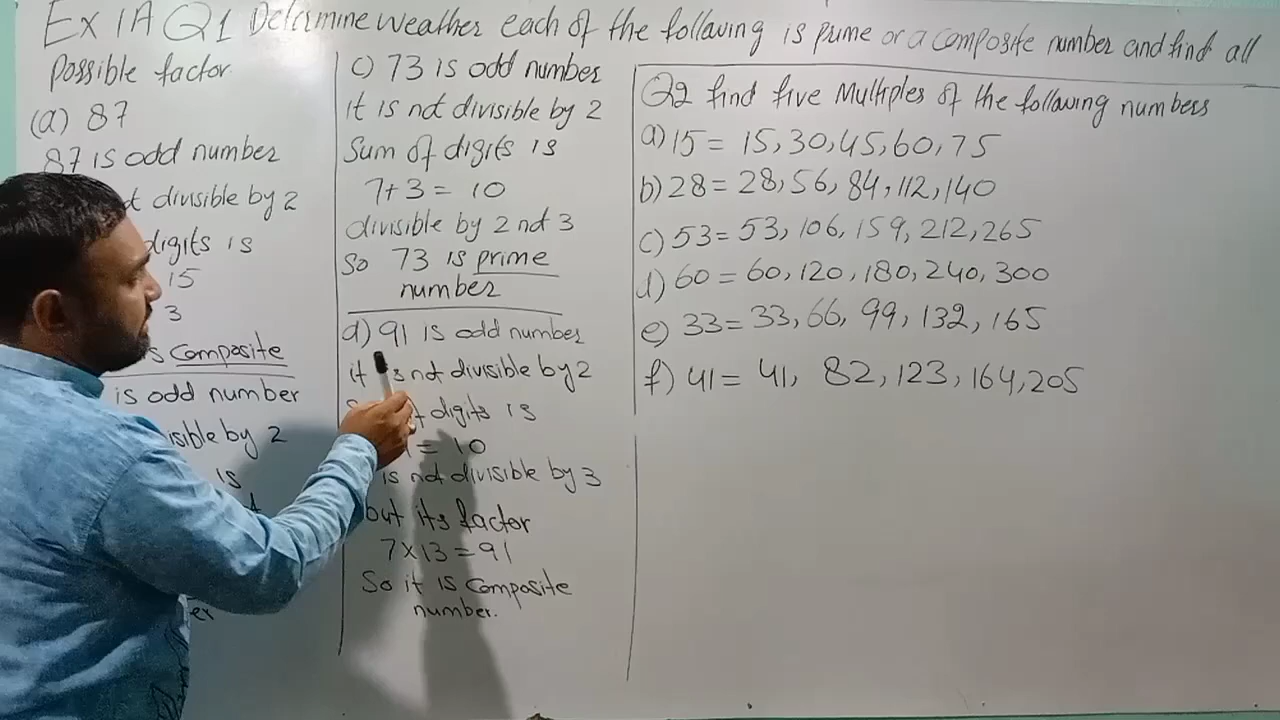 Ex 1A Q1 Determine weather each of the following is prime or a composite number and find all
possible factor.
(a) 87
87 is odd number
t divisible by 2
digits is
15
3
s composite
is odd number
isible by 2
is
er
c) 73 is odd number
it is not divisible by 2
Sum of digits is
7+3 = 10
divisible by 2 nd 3
So 73 is prime
number
d) 91 is odd number
it is not divisible by 2
digits is
1 = 10
is not divisible by 3
but its factor
7×13 = 91
So it is composite
number.
Q2 find five Multiples of the following numbers
a) 15 = 15, 30, 45, 60, 75
b) 28 = 28, 56, 84, 112, 140
c) 53 = 53, 106, 159, 212, 265
d) 60 = 60, 120, 180, 240, 300
e) 33 = 33, 66, 99, 132, 165
f) 41 = 41, 82, 123, 164, 205